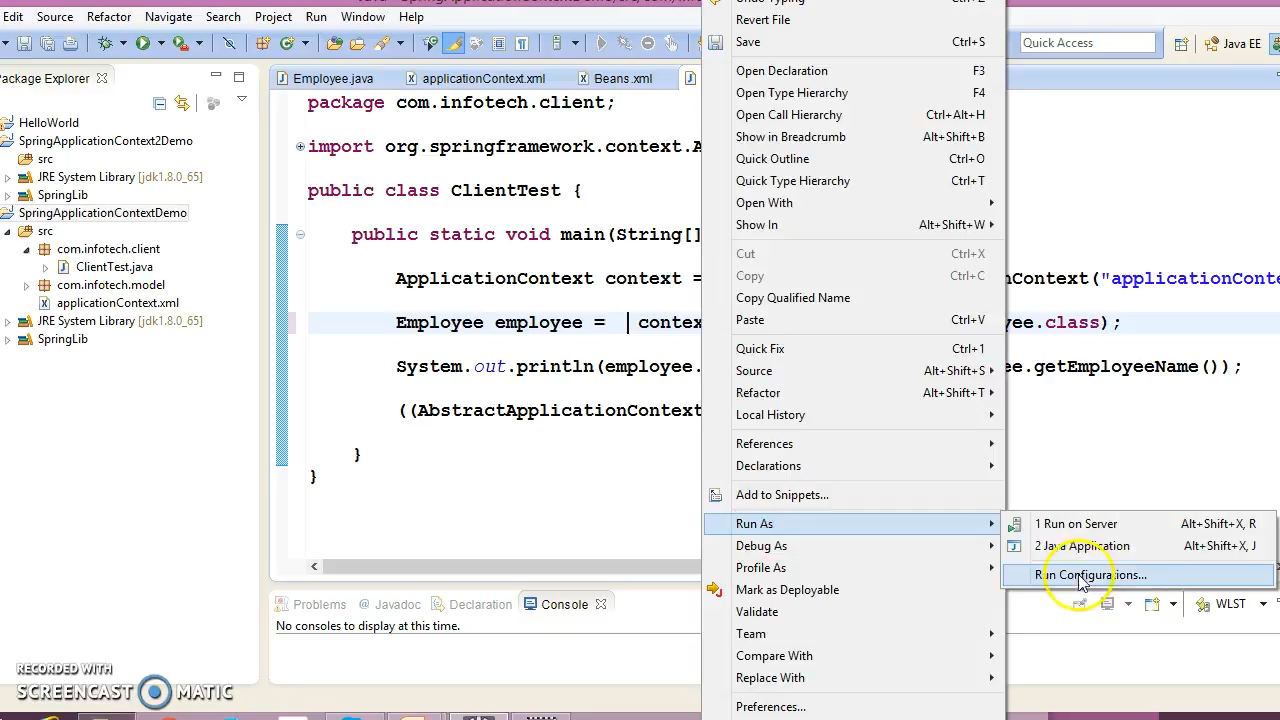 Edit Source Refactor Navigate Search Project Run Window Help
Quick Access
Java EE
Package Explorer
HelloWorld
SpringApplicationContext2Demo
src
JRE System Library [jdk1.8.0_65]
SpringLib
SpringApplicationContextDemo
src
com.infotech.client
ClientTest.java
com.infotech.model
applicationContext.xml
JRE System Library [jdk1.8.0_65]
SpringLib
Employee.java applicationContext.xml Beans.xml
package com.infotech.client;
import org.springframework.context.A
public class ClientTest {
public static void main(String[]
ApplicationContext context = nContext("applicationConte
Employee employee = contex ee.class);
System.out.println(employee. ee.getEmployeeName());
((AbstractApplicationContext
}
}
Problems @ Javadoc Declaration Console
No consoles to display at this time.
WLST
Undo Typing Ctrl+Z
Revert File
Save Ctrl+S
Open Declaration F3
Open Type Hierarchy F4
Open Call Hierarchy Ctrl+Alt+H
Show in Breadcrumb Alt+Shift+B
Quick Outline Ctrl+O
Quick Type Hierarchy Ctrl+T
Open With
Show In Alt+Shift+W
Cut Ctrl+X
Copy Ctrl+C
Copy Qualified Name
Paste Ctrl+V
Quick Fix Ctrl+1
Source Alt+Shift+S
Refactor Alt+Shift+T
Local History
References
Declarations
Add to Snippets...
Run As
Debug As
Profile As
Mark as Deployable
Validate
Team
Compare With
Replace With
Preferences...
1 Run on Server Alt+Shift+X, R
2 Java Application Alt+Shift+X, J
Run Configurations...
RECORDED WITH
SCREENCAST MATIC